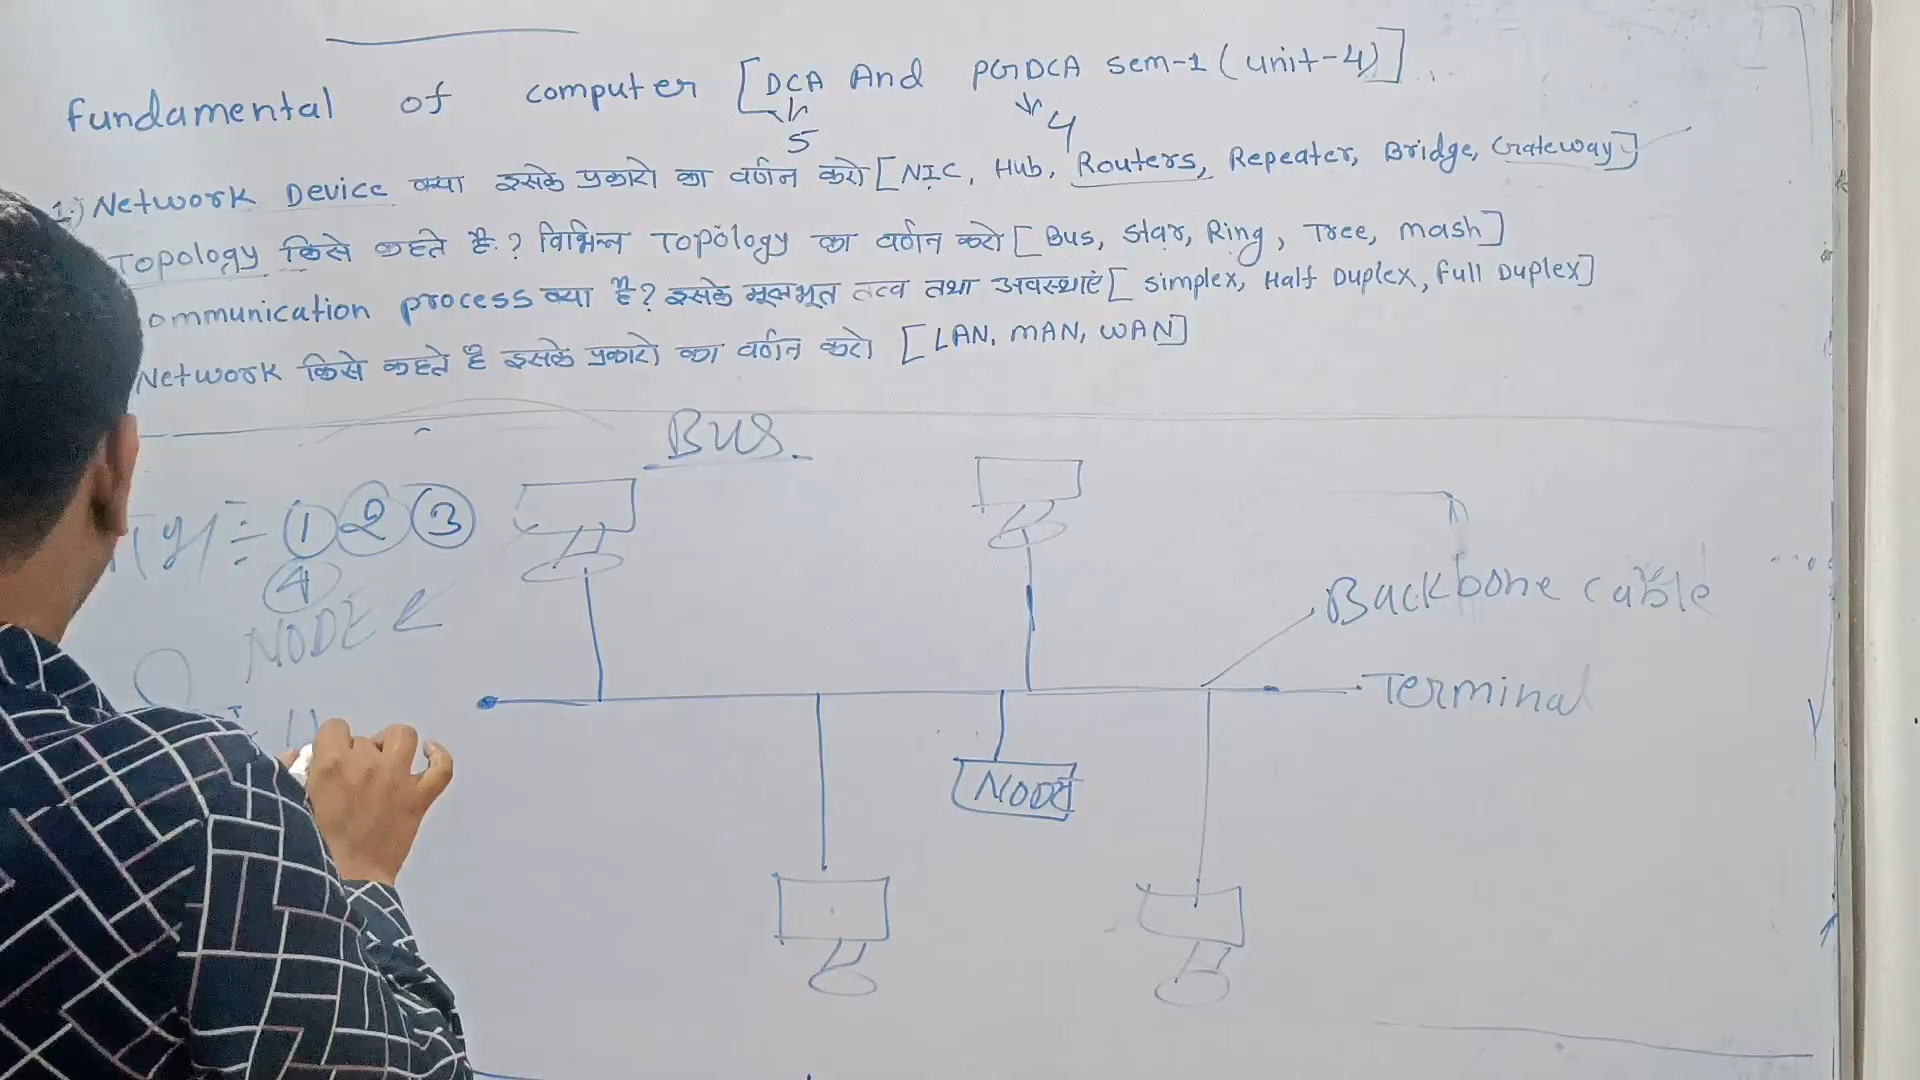 Fundamental of computer [DCA And PGDCA sem-1 (unit-4)]
5 4
1.) Network Device क्या इसके प्रकारो का वर्णन करो [NIC, Hub, Routers, Repeater, Bridge, Gateway]
Topology किसे कहते है ? विभिन्न Topology का वर्णन करो [Bus, Star, Ring, Tree, mash]
ommunication process क्या है ? इसके मूलभूत तत्व तथा अवस्थाएं [simplex, Half Duplex, full Duplex]
Network किसे कहते है इसके प्रकारो का वर्णन करो [LAN, MAN, WAN]
BUS
1 2 3
4
NODE
Backbone cable
Terminal
NODE